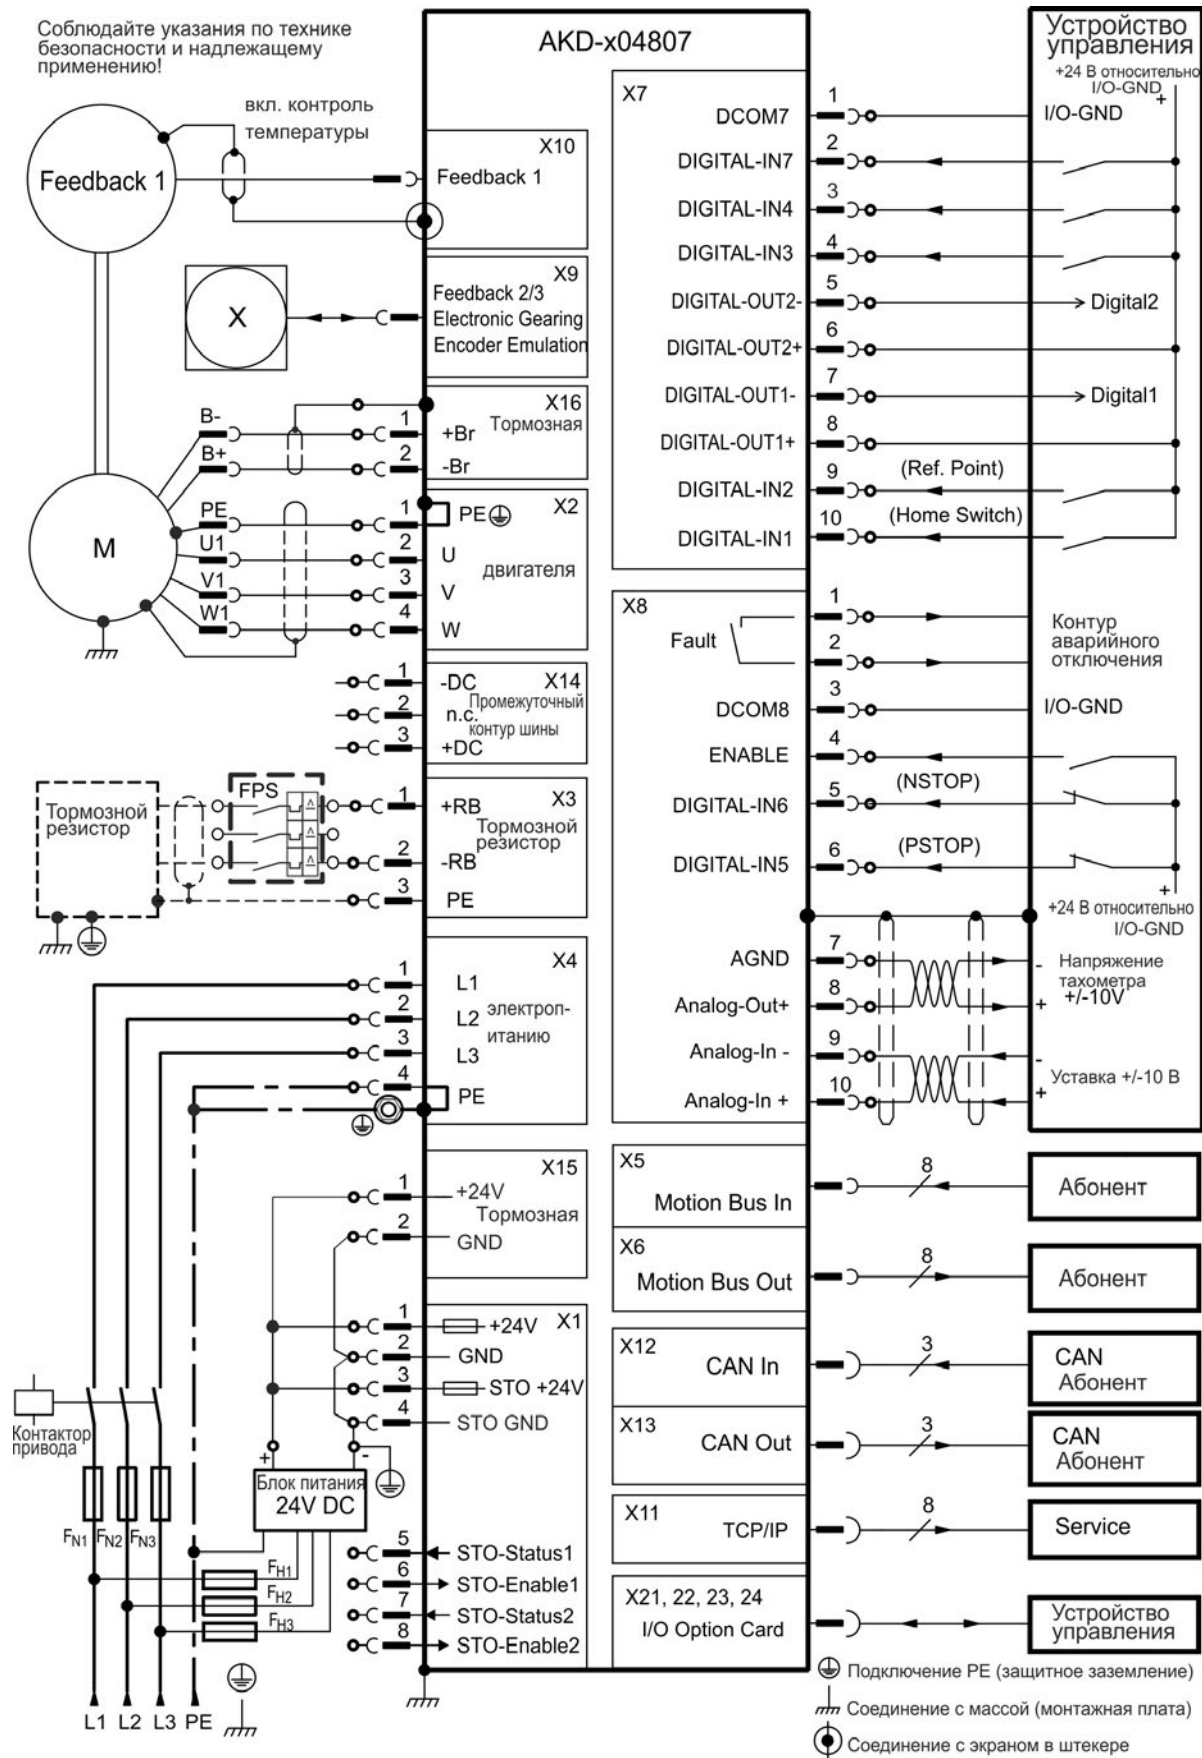 Соблюдайте указания по технике
безопасности и надлежащему
применению!
вкл. контроль
температуры
Feedback 1
X
M
B-
B+
PE
U1
V1
W1
AKD-x04807
X10
Feedback 1
X9
Feedback 2/3
Electronic Gearing
Encoder Emulation
X16
Тормозная
1
+Br
2
-Br
X2
двигателя
1
PE
2
U
3
V
4
W
X14
Промежуточный
контур шины
1
-DC
2
n.c.
3
+DC
FPS
Тормозной
резистор
X3
Тормозной
резистор
1
+RB
2
-RB
3
PE
X4
электроп-
итанию
1
L1
2
L2
3
L3
4
PE
X15
Тормозная
1
+24V
2
GND
X1
1
+24V
2
GND
3
STO +24V
4
STO GND
+
-
Блок питания
24V DC
5
STO-Status1
6
STO-Enable1
7
STO-Status2
8
STO-Enable2
Контактор
привода
FN1
FN2
FN3
FH1
FH2
FH3
L1 L2 L3 PE
X7
DCOM7
1
DIGITAL-IN7
2
DIGITAL-IN4
3
DIGITAL-IN3
4
DIGITAL-OUT2-
5
Digital2
DIGITAL-OUT2+
6
DIGITAL-OUT1-
7
Digital1
DIGITAL-OUT1+
8
DIGITAL-IN2
9
(Ref. Point)
DIGITAL-IN1
10
(Home Switch)
Устройство
управления
+24 В относительно
I/O-GND
+
I/O-GND
X8
Fault
1
2
Контур
аварийного
отключения
DCOM8
3
I/O-GND
ENABLE
4
DIGITAL-IN6
5
(NSTOP)
DIGITAL-IN5
6
(PSTOP)
+
+24 В относительно
I/O-GND
AGND
7
-
Напряжение
тахометра
+/-10V
Analog-Out+
8
+
Analog-In -
9
-
Уставка +/-10 В
Analog-In +
10
+
X5
Motion Bus In
8
Абонент
X6
Motion Bus Out
8
Абонент
X12
CAN In
3
CAN
Абонент
X13
CAN Out
3
CAN
Абонент
X11
TCP/IP
8
Service
X21, 22, 23, 24
I/O Option Card
Устройство
управления
Подключение PE (защитное заземление)
Соединение с массой (монтажная плата)
Соединение с экраном в штекере